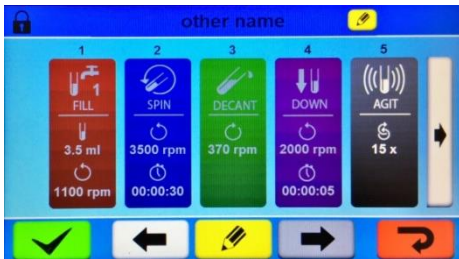 other name
1 2 3 4 5
1
FILL SPIN DECANT DOWN AGIT
3.5 ml 3500 rpm 370 rpm 2000 rpm 15 x
1100 rpm 00:00:30 00:00:05